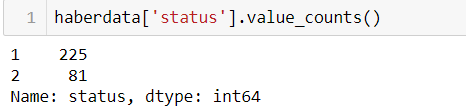 1 haberdata['status'].value_counts()
1    225
2     81
Name: status, dtype: int64